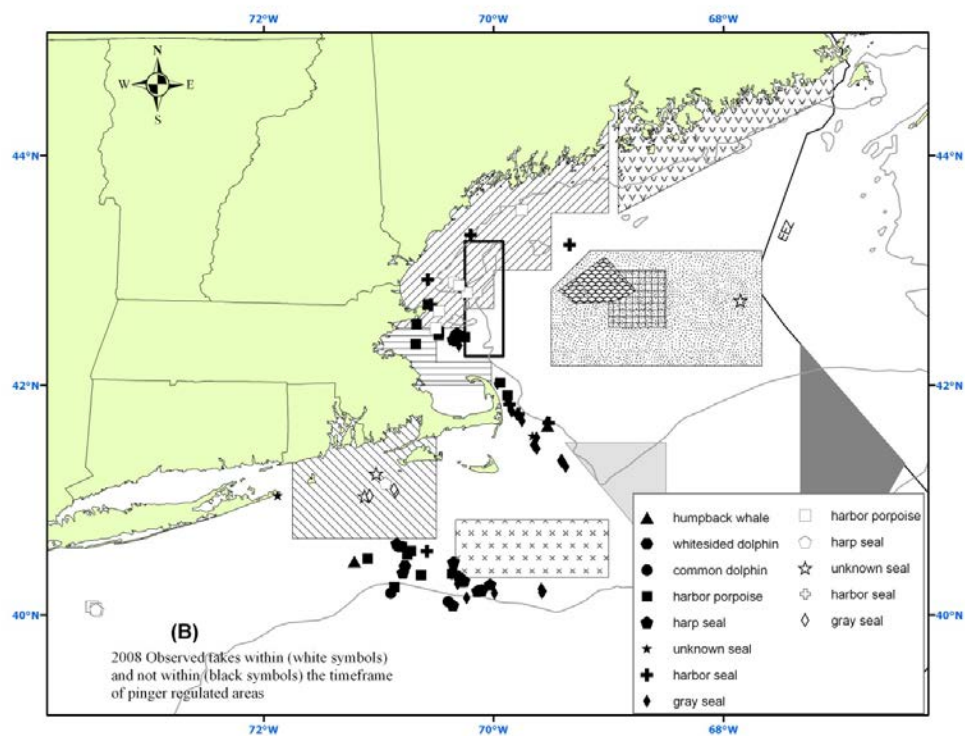 72°W 70°W 68°W
N
W E
S
44°N 44°N
EEZ
42°N 42°N
40°N 40°N
humpback whale
whitesided dolphin
common dolphin
harbor porpoise
harp seal
unknown seal
harbor seal
gray seal
harbor porpoise
harp seal
unknown seal
harbor seal
gray seal
(B)
2008 Observed takes within (white symbols)
and not within (black symbols) the timeframe
of pinger regulated areas
72°W 70°W 68°W